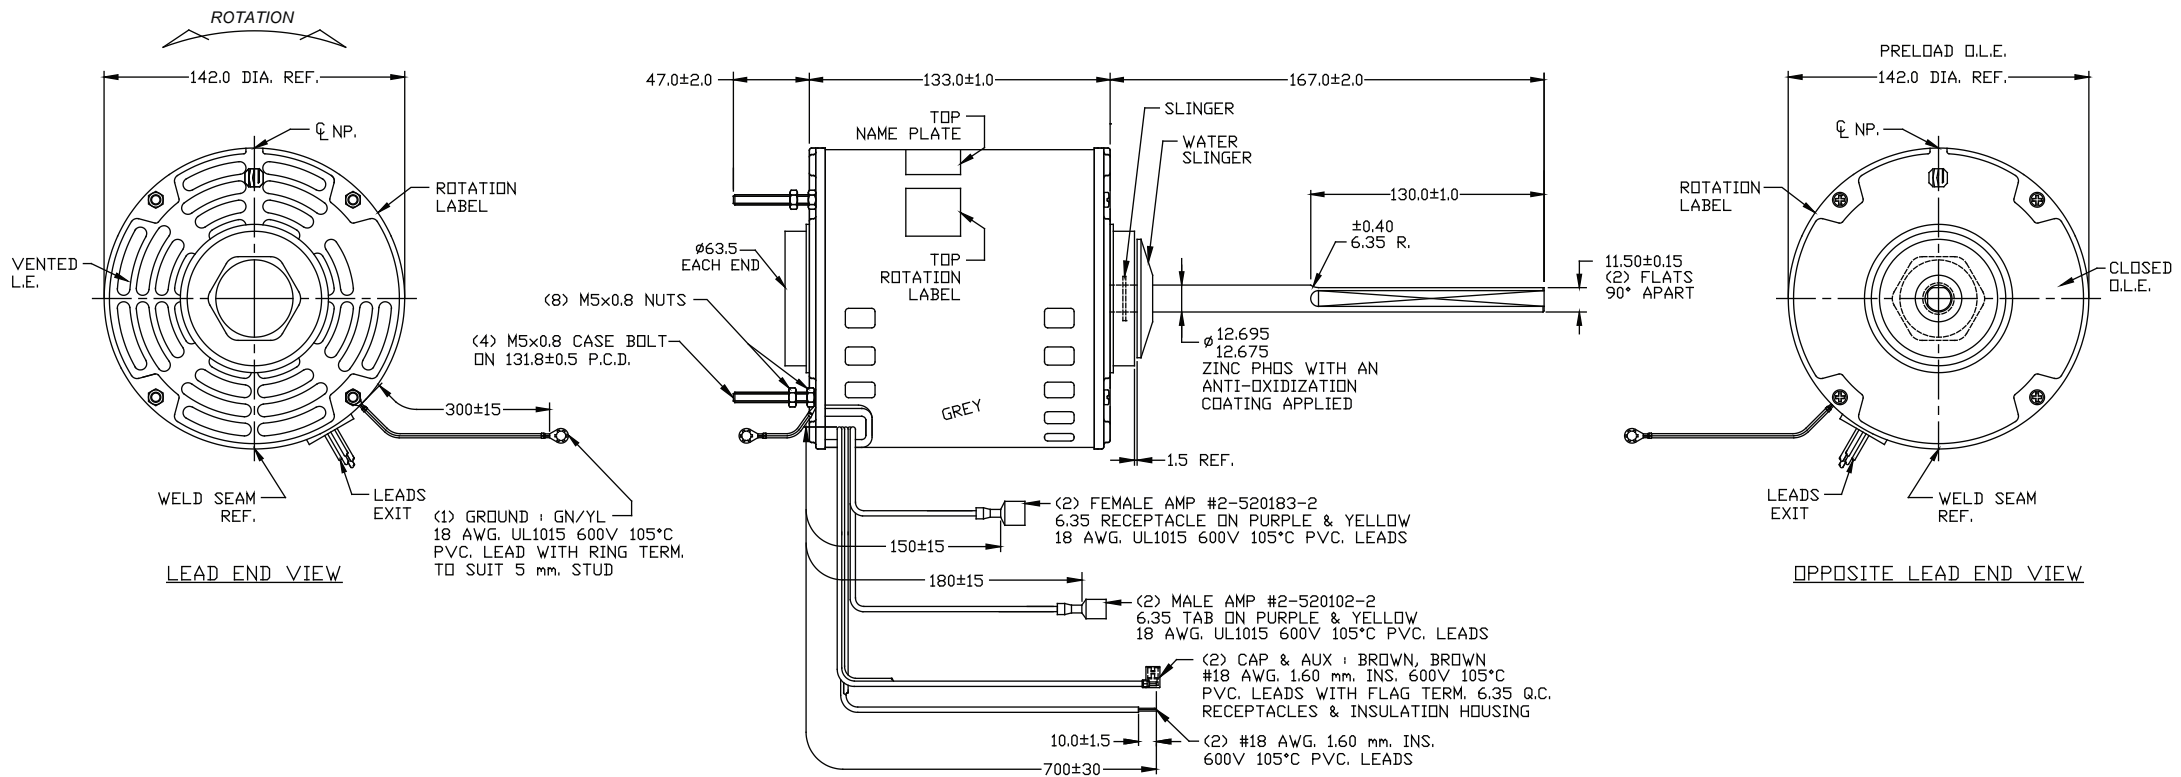 ROTATION
142.0 DIA. REF.
℄ NP.
ROTATION
LABEL
VENTED
L.E.
300±15
WELD SEAM
REF.
LEADS
EXIT
(1) GROUND : GN/YL
18 AWG. UL1015 600V 105°C
PVC. LEAD WITH RING TERM.
TO SUIT 5 mm. STUD
LEAD END VIEW
47.0±2.0
133.0±1.0
167.0±2.0
TOP
NAME PLATE
SLINGER
WATER
SLINGER
130.0±1.0
±0.40
6.35 R.
ø63.5
EACH END
TOP
ROTATION
LABEL
11.50±0.15
(2) FLATS
90° APART
(8) M5x0.8 NUTS
(4) M5x0.8 CASE BOLT
ON 131.8±0.5 P.C.D.
ø 12.695
12.675
ZINC PHOS WITH AN
ANTI-OXIDIZATION
COATING APPLIED
GREY
1.5 REF.
(2) FEMALE AMP #2-520183-2
6.35 RECEPTACLE ON PURPLE & YELLOW
18 AWG. UL1015 600V 105°C PVC. LEADS
150±15
180±15
(2) MALE AMP #2-520102-2
6.35 TAB ON PURPLE & YELLOW
18 AWG. UL1015 600V 105°C PVC. LEADS
(2) CAP & AUX : BROWN, BROWN
#18 AWG. 1.60 mm. INS. 600V 105°C
PVC. LEADS WITH FLAG TERM. 6.35 Q.C.
RECEPTACLES & INSULATION HOUSING
10.0±1.5
(2) #18 AWG. 1.60 mm. INS.
600V 105°C PVC. LEADS
700±30
PRELOAD O.L.E.
142.0 DIA. REF.
℄ NP.
ROTATION
LABEL
CLOSED
O.L.E.
LEADS
EXIT
WELD SEAM
REF.
OPPOSITE LEAD END VIEW